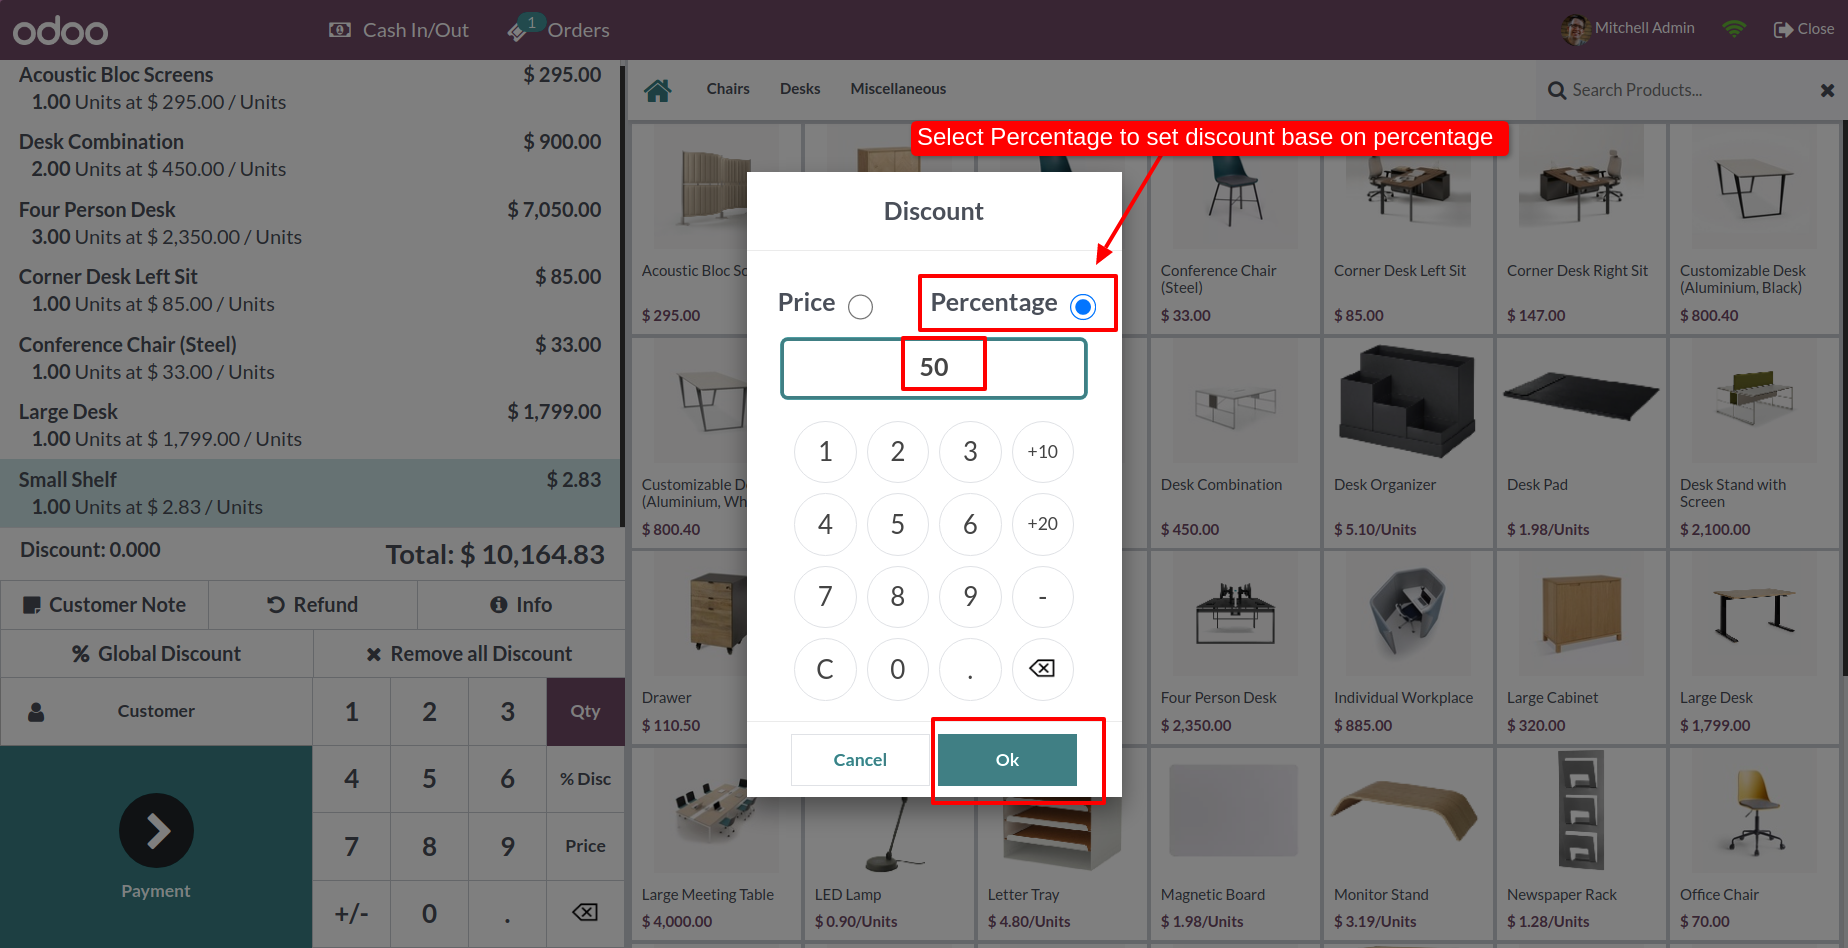 odoo
Cash In/Out
1
Orders
Mitchell Admin
Close
Acoustic Bloc Screens $ 295.00
1.00 Units at $ 295.00 / Units
Desk Combination $ 900.00
2.00 Units at $ 450.00 / Units
Four Person Desk $ 7,050.00
3.00 Units at $ 2,350.00 / Units
Corner Desk Left Sit $ 85.00
1.00 Units at $ 85.00 / Units
Conference Chair (Steel) $ 33.00
1.00 Units at $ 33.00 / Units
Large Desk $ 1,799.00
1.00 Units at $ 1,799.00 / Units
Small Shelf $ 2.83
1.00 Units at $ 2.83 / Units
Discount: 0.000 Total: $ 10,164.83
Customer Note Refund Info
% Global Discount Remove all Discount
Customer 1 2 3 Qty
4 5 6 % Disc
7 8 9 Price
Payment
+/- 0 .
Chairs Desks Miscellaneous
Search Products...
Select Percentage to set discount base on percentage
Discount
Price
Percentage
50
1 2 3 +10
4 5 6 +20
7 8 9 -
C 0 .
Cancel Ok
Acoustic Bloc Sc
$ 295.00
Conference Chair
(Steel)
$ 33.00
Corner Desk Left Sit
$ 85.00
Corner Desk Right Sit
$ 147.00
Customizable Desk
(Aluminium, Black)
$ 800.40
Customizable D
(Aluminium, Wh
$ 800.40
Desk Combination
$ 450.00
Desk Organizer
$ 5.10/Units
Desk Pad
$ 1.98/Units
Desk Stand with
Screen
$ 2,100.00
Drawer
$ 110.50
Four Person Desk
$ 2,350.00
Individual Workplace
$ 885.00
Large Cabinet
$ 320.00
Large Desk
$ 1,799.00
Large Meeting Table
$ 4,000.00
LED Lamp
$ 0.90/Units
Letter Tray
$ 4.80/Units
Magnetic Board
$ 1.98/Units
Monitor Stand
$ 3.19/Units
Newspaper Rack
$ 1.28/Units
Office Chair
$ 70.00